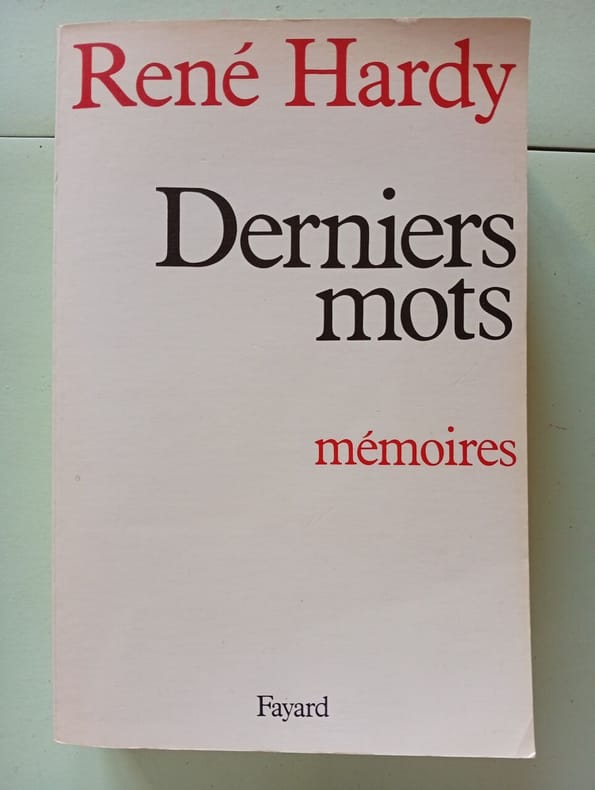 René Hardy
Derniers
mots
mémoires
Fayard